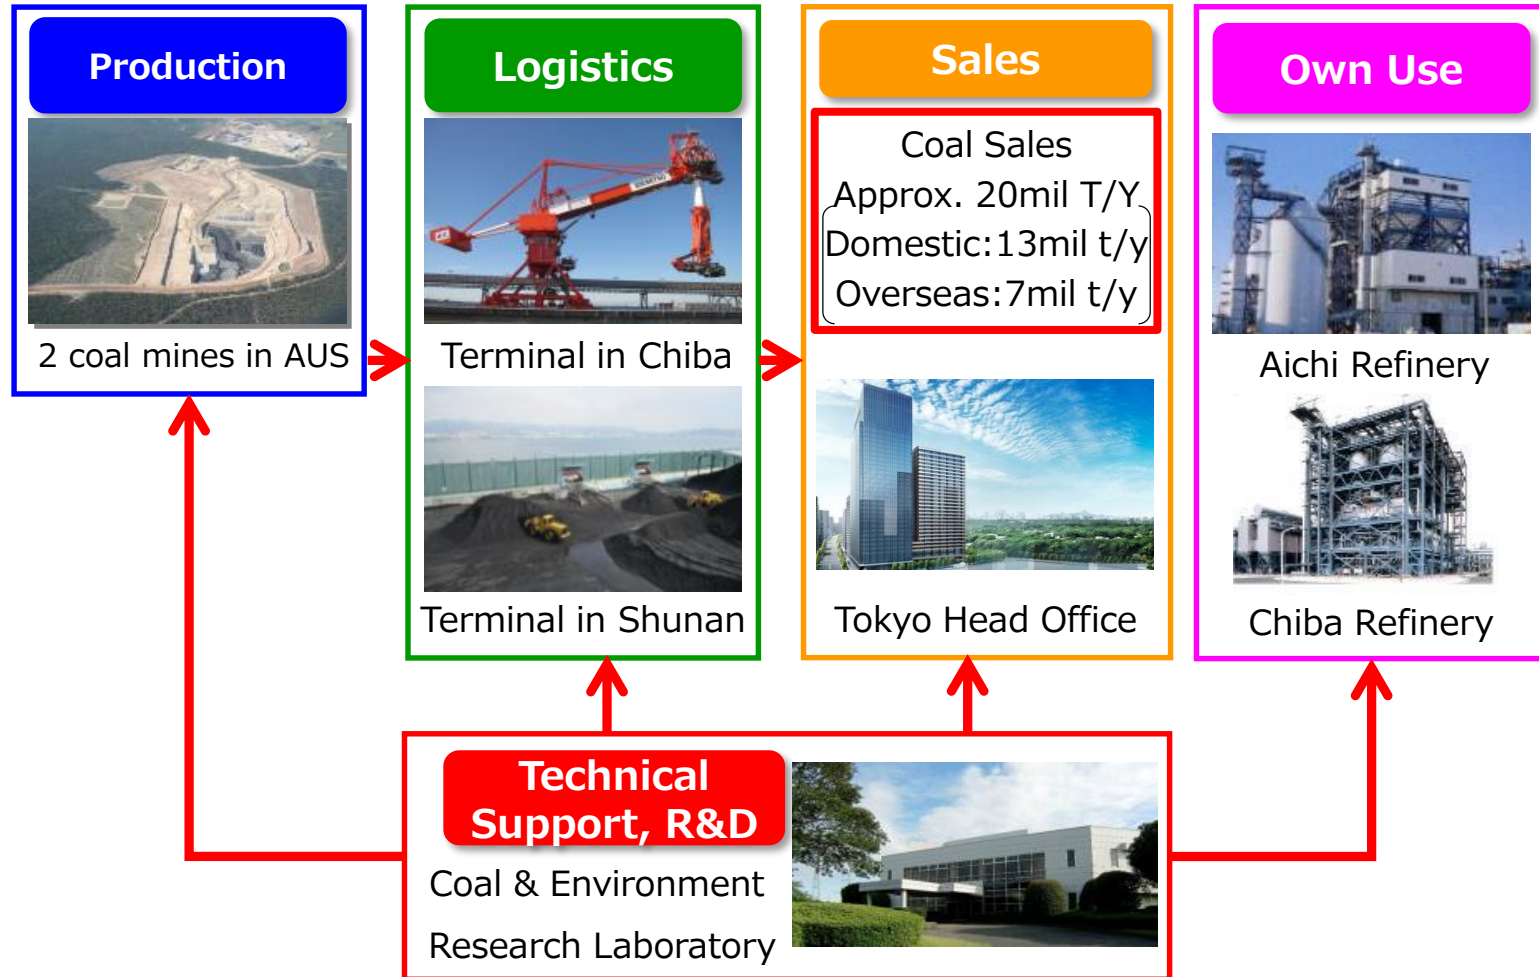 Production
2 coal mines in AUS
Logistics
IDEMITSU
Terminal in Chiba
Terminal in Shunan
Sales
Coal Sales
Approx. 20mil T/Y
Domestic:13mil t/y
Overseas:7mil t/y
Tokyo Head Office
Own Use
Aichi Refinery
Chiba Refinery
Technical
Support, R&D
Coal & Environment
Research Laboratory